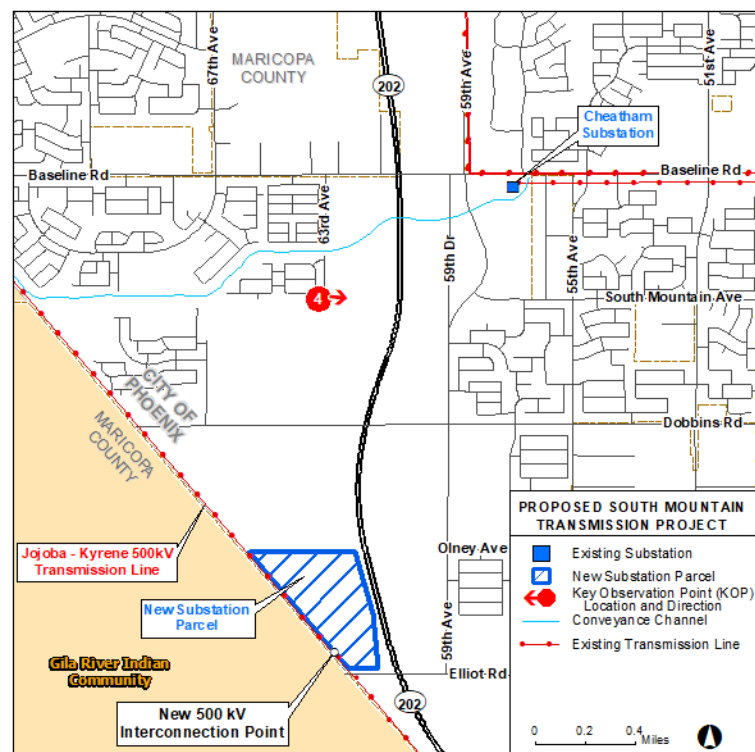 67th Ave
MARICOPA
COUNTY
202
59th Ave
51st Ave
Cheatham
Substation
Baseline Rd
Baseline Rd
63rd Ave
59th Dr
55th Ave
4
South Mountain Ave
CITY OF
PHOENIX
MARICOPA
COUNTY
Dobbins Rd
Jojoba - Kyrene 500kV
Transmission Line
New Substation
Parcel
Olney Ave
59th Ave
Gila River Indian
Community
Elliot Rd
New 500 kV
Interconnection Point
202
PROPOSED SOUTH MOUNTAIN
TRANSMISSION PROJECT
Existing Substation
New Substation Parcel
Key Observation Point (KOP)
Location and Direction
Conveyance Channel
Existing Transmission Line
0 0.2 0.4
Miles